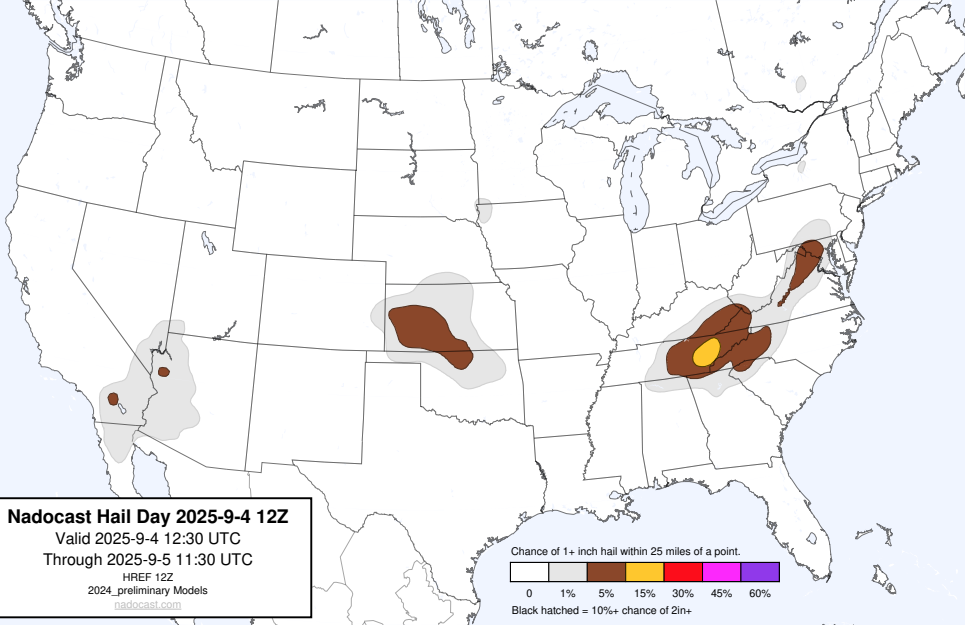 Nadocast Hail Day 2025-9-4 12Z
Valid 2025-9-4 12:30 UTC
Through 2025-9-5 11:30 UTC
HREF 12Z
2024_preliminary Models
nadocast.com
Chance of 1+ inch hail within 25 miles of a point.
0 1% 5% 15% 30% 45% 60%
Black hatched = 10%+ chance of 2in+